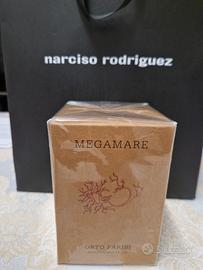 narciso rodriguez
MEGAMARE
ORTO PARISI